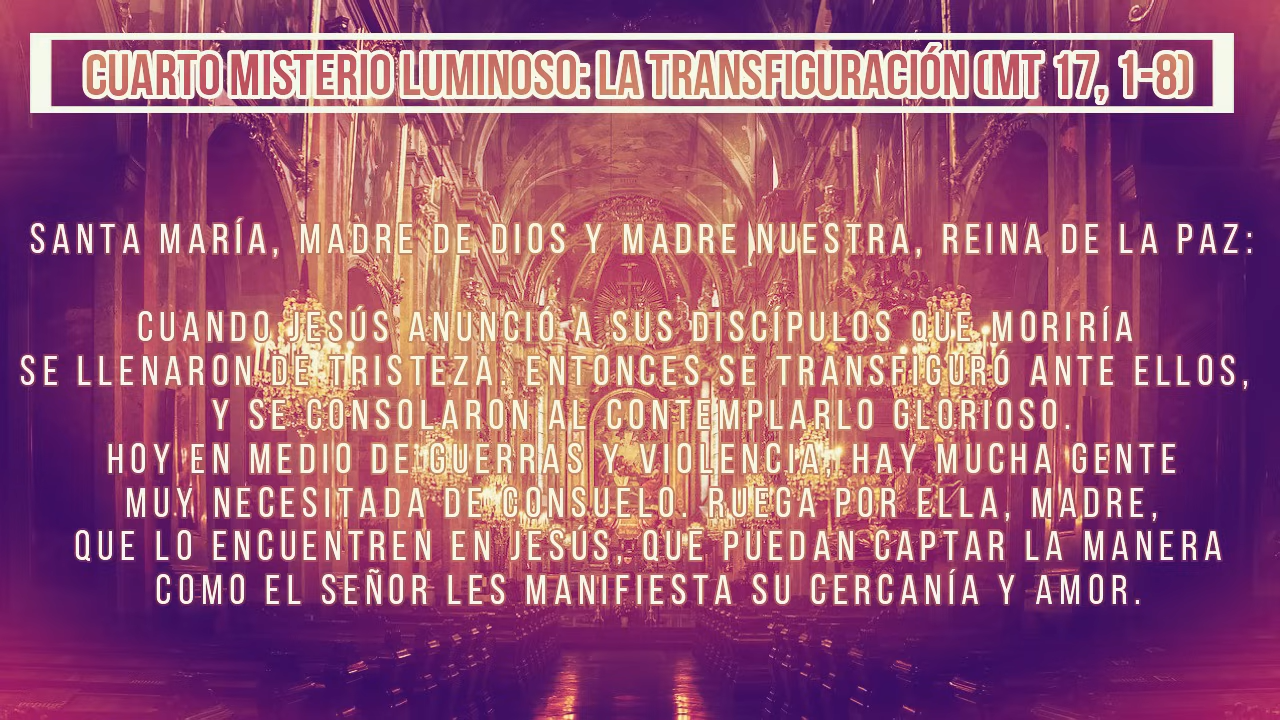 CUARTO MISTERIO LUMINOSO: LA TRANSFIGURACIÓN (MT 17, 1-8)
SANTA MARÍA, MADRE DE DIOS Y MADRE NUESTRA, REINA DE LA PAZ:
CUANDO JESÚS ANUNCIÓ A SUS DISCÍPULOS QUE MORIRÍA
SE LLENARON DE TRISTEZA. ENTONCES SE TRANSFIGURÓ ANTE ELLOS,
Y SE CONSOLARON AL CONTEMPLARLO GLORIOSO.
HOY EN MEDIO DE GUERRAS Y VIOLENCIA, HAY MUCHA GENTE
MUY NECESITADA DE CONSUELO. RUEGA POR ELLA, MADRE,
QUE LO ENCUENTREN EN JESÚS, QUE PUEDAN CAPTAR LA MANERA
COMO EL SEÑOR LES MANIFIESTA SU CERCANÍA Y AMOR.